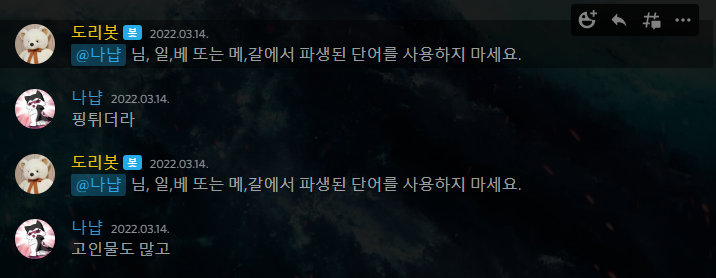 도리봇 봇 2022.03.14.
@나냡 님, 일,베 또는 메,갈에서 파생된 단어를 사용하지 마세요.
나냡 2022.03.14.
핑튀더라
도리봇 봇 2022.03.14.
@나냡 님, 일,베 또는 메,갈에서 파생된 단어를 사용하지 마세요.
나냡 2022.03.14.
고인물도 많고